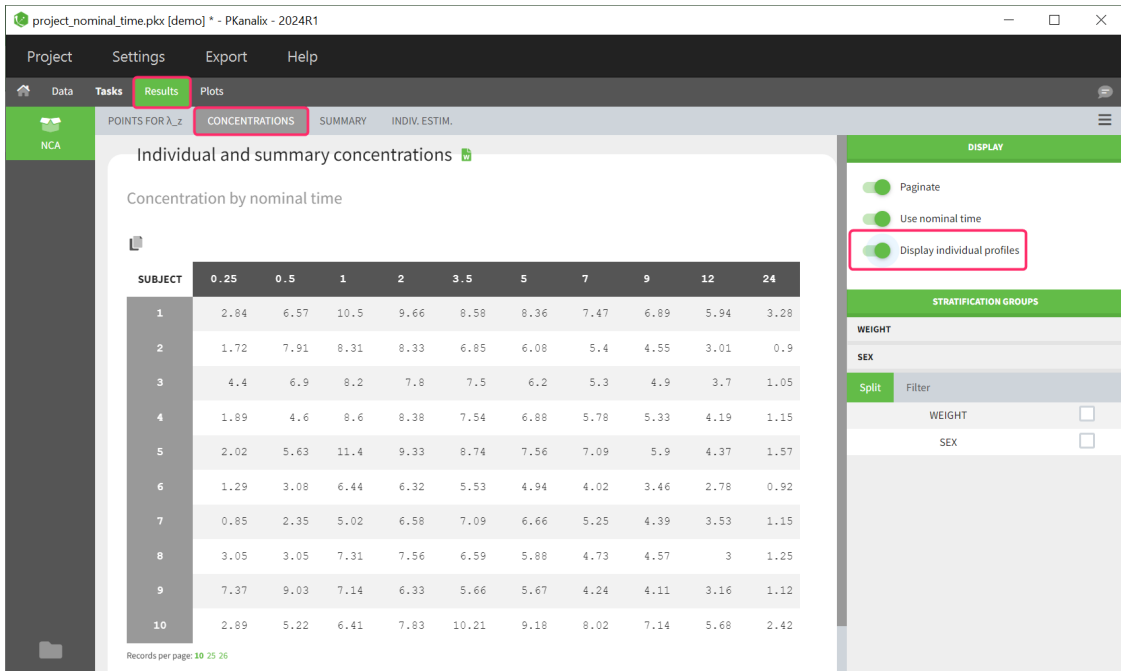 project_nominal_time.pkx [demo] * - PKanalix - 2024R1
Project Settings Export Help
Data Tasks Results Plots
NCA
POINTS FOR λ_z CONCENTRATIONS SUMMARY INDIV. ESTIM.
Individual and summary concentrations
Concentration by nominal time
SUBJECT 0.25 0.5 1 2 3.5 5 7 9 12 24
1 2.84 6.57 10.5 9.66 8.58 8.36 7.47 6.89 5.94 3.28
2 1.72 7.91 8.31 8.33 6.85 6.08 5.4 4.55 3.01 0.9
3 4.4 6.9 8.2 7.8 7.5 6.2 5.3 4.9 3.7 1.05
4 1.89 4.6 8.6 8.38 7.54 6.88 5.78 5.33 4.19 1.15
5 2.02 5.63 11.4 9.33 8.74 7.56 7.09 5.9 4.37 1.57
6 1.29 3.08 6.44 6.32 5.53 4.94 4.02 3.46 2.78 0.92
7 0.85 2.35 5.02 6.58 7.09 6.66 5.25 4.39 3.53 1.15
8 3.05 3.05 7.31 7.56 6.59 5.88 4.73 4.57 3 1.25
9 7.37 9.03 7.14 6.33 5.66 5.67 4.24 4.11 3.16 1.12
10 2.89 5.22 6.41 7.83 10.21 9.18 8.02 7.14 5.68 2.42
Records per page: 10 25 26
DISPLAY
Paginate
Use nominal time
Display individual profiles
STRATIFICATION GROUPS
WEIGHT
SEX
Split Filter
WEIGHT
SEX